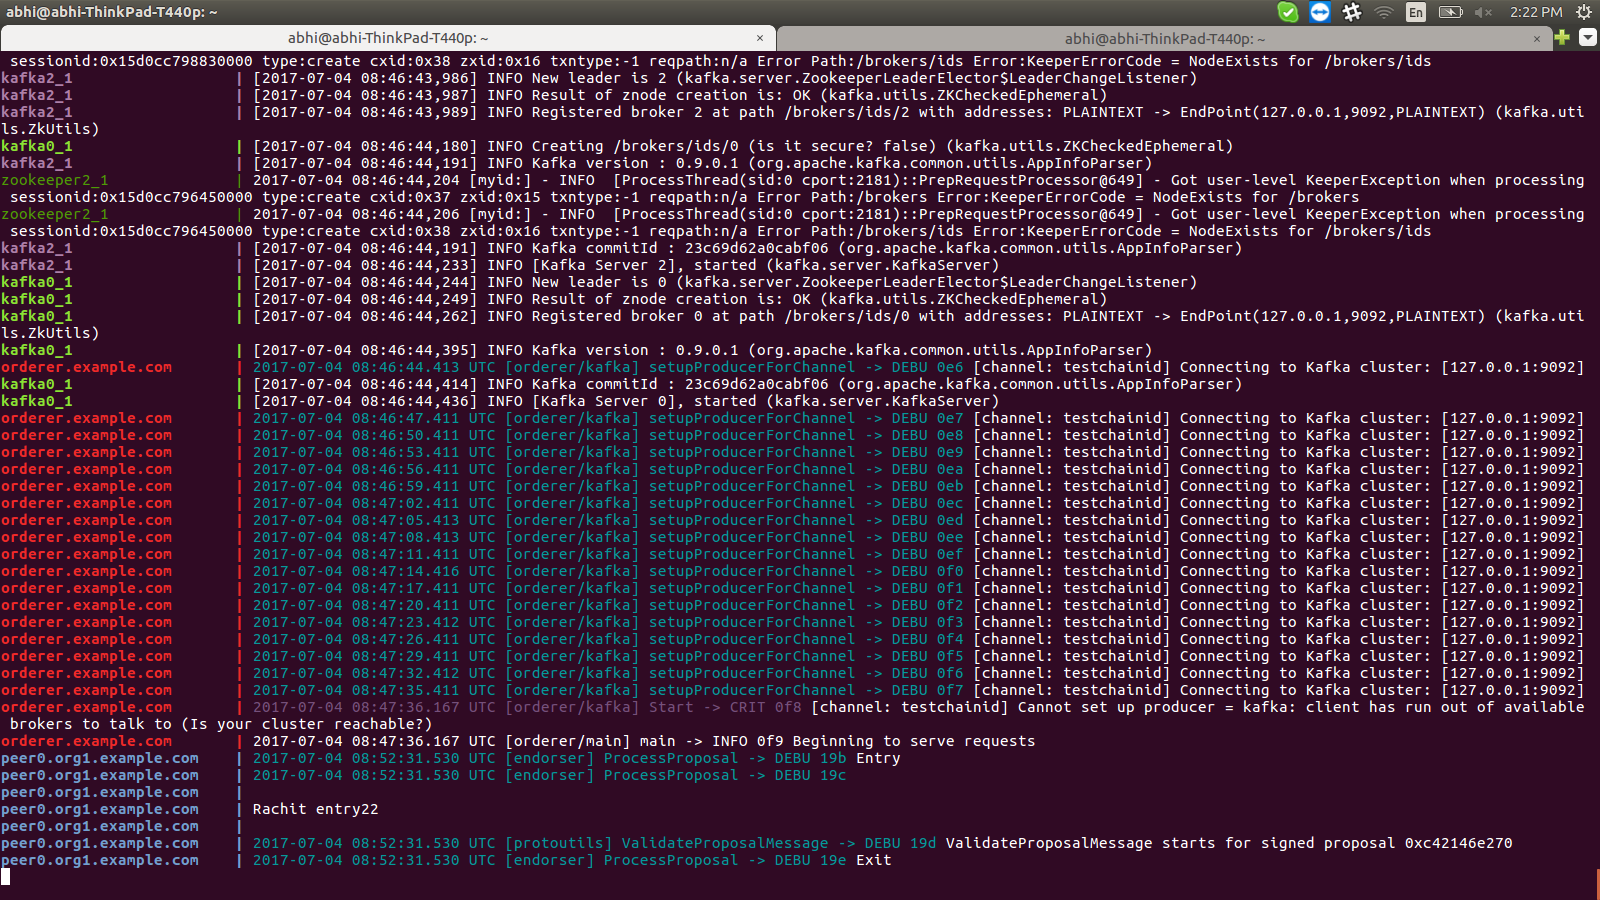 abhi@abhi-ThinkPad-T440p: ~
En
2:22 PM
abhi@abhi-ThinkPad-T440p: ~ ×
abhi@abhi-ThinkPad-T440p: ~ ×
sessionid:0x15d0cc798830000 type:create cxid:0x38 zxid:0x16 txntype:-1 reqpath:n/a Error Path:/brokers/ids Error:KeeperErrorCode = NodeExists for /brokers/ids
kafka2_1 | [2017-07-04 08:46:43,986] INFO New leader is 2 (kafka.server.ZookeeperLeaderElector$LeaderChangeListener)
kafka2_1 | [2017-07-04 08:46:43,987] INFO Result of znode creation is: OK (kafka.utils.ZKCheckedEphemeral)
kafka2_1 | [2017-07-04 08:46:43,989] INFO Registered broker 2 at path /brokers/ids/2 with addresses: PLAINTEXT -> EndPoint(127.0.0.1,9092,PLAINTEXT) (kafka.uti
ls.ZkUtils)
kafka0_1 | [2017-07-04 08:46:44,180] INFO Creating /brokers/ids/0 (is it secure? false) (kafka.utils.ZKCheckedEphemeral)
kafka2_1 | [2017-07-04 08:46:44,191] INFO Kafka version : 0.9.0.1 (org.apache.kafka.common.utils.AppInfoParser)
zookeeper2_1 | 2017-07-04 08:46:44,204 [myid:] - INFO  [ProcessThread(sid:0 cport:2181)::PrepRequestProcessor@649] - Got user-level KeeperException when processing
sessionid:0x15d0cc796450000 type:create cxid:0x37 zxid:0x15 txntype:-1 reqpath:n/a Error Path:/brokers Error:KeeperErrorCode = NodeExists for /brokers
zookeeper2_1 | 2017-07-04 08:46:44,206 [myid:] - INFO  [ProcessThread(sid:0 cport:2181)::PrepRequestProcessor@649] - Got user-level KeeperException when processing
sessionid:0x15d0cc796450000 type:create cxid:0x38 zxid:0x16 txntype:-1 reqpath:n/a Error Path:/brokers/ids Error:KeeperErrorCode = NodeExists for /brokers/ids
kafka2_1 | [2017-07-04 08:46:44,191] INFO Kafka commitId : 23c69d62a0cabf06 (org.apache.kafka.common.utils.AppInfoParser)
kafka2_1 | [2017-07-04 08:46:44,233] INFO [Kafka Server 2], started (kafka.server.KafkaServer)
kafka0_1 | [2017-07-04 08:46:44,244] INFO New leader is 0 (kafka.server.ZookeeperLeaderElector$LeaderChangeListener)
kafka0_1 | [2017-07-04 08:46:44,249] INFO Result of znode creation is: OK (kafka.utils.ZKCheckedEphemeral)
kafka0_1 | [2017-07-04 08:46:44,262] INFO Registered broker 0 at path /brokers/ids/0 with addresses: PLAINTEXT -> EndPoint(127.0.0.1,9092,PLAINTEXT) (kafka.uti
ls.ZkUtils)
kafka0_1 | [2017-07-04 08:46:44,395] INFO Kafka version : 0.9.0.1 (org.apache.kafka.common.utils.AppInfoParser)
orderer.example.com | 2017-07-04 08:46:44.413 UTC [orderer/kafka] setupProducerForChannel -> DEBU 0e6 [channel: testchainid] Connecting to Kafka cluster: [127.0.0.1:9092]
kafka0_1 | [2017-07-04 08:46:44,414] INFO Kafka commitId : 23c69d62a0cabf06 (org.apache.kafka.common.utils.AppInfoParser)
kafka0_1 | [2017-07-04 08:46:44,436] INFO [Kafka Server 0], started (kafka.server.KafkaServer)
orderer.example.com | 2017-07-04 08:46:47.411 UTC [orderer/kafka] setupProducerForChannel -> DEBU 0e7 [channel: testchainid] Connecting to Kafka cluster: [127.0.0.1:9092]
orderer.example.com | 2017-07-04 08:46:50.411 UTC [orderer/kafka] setupProducerForChannel -> DEBU 0e8 [channel: testchainid] Connecting to Kafka cluster: [127.0.0.1:9092]
orderer.example.com | 2017-07-04 08:46:53.411 UTC [orderer/kafka] setupProducerForChannel -> DEBU 0e9 [channel: testchainid] Connecting to Kafka cluster: [127.0.0.1:9092]
orderer.example.com | 2017-07-04 08:46:56.411 UTC [orderer/kafka] setupProducerForChannel -> DEBU 0ea [channel: testchainid] Connecting to Kafka cluster: [127.0.0.1:9092]
orderer.example.com | 2017-07-04 08:46:59.411 UTC [orderer/kafka] setupProducerForChannel -> DEBU 0eb [channel: testchainid] Connecting to Kafka cluster: [127.0.0.1:9092]
orderer.example.com | 2017-07-04 08:47:02.411 UTC [orderer/kafka] setupProducerForChannel -> DEBU 0ec [channel: testchainid] Connecting to Kafka cluster: [127.0.0.1:9092]
orderer.example.com | 2017-07-04 08:47:05.413 UTC [orderer/kafka] setupProducerForChannel -> DEBU 0ed [channel: testchainid] Connecting to Kafka cluster: [127.0.0.1:9092]
orderer.example.com | 2017-07-04 08:47:08.413 UTC [orderer/kafka] setupProducerForChannel -> DEBU 0ee [channel: testchainid] Connecting to Kafka cluster: [127.0.0.1:9092]
orderer.example.com | 2017-07-04 08:47:11.411 UTC [orderer/kafka] setupProducerForChannel -> DEBU 0ef [channel: testchainid] Connecting to Kafka cluster: [127.0.0.1:9092]
orderer.example.com | 2017-07-04 08:47:14.416 UTC [orderer/kafka] setupProducerForChannel -> DEBU 0f0 [channel: testchainid] Connecting to Kafka cluster: [127.0.0.1:9092]
orderer.example.com | 2017-07-04 08:47:17.411 UTC [orderer/kafka] setupProducerForChannel -> DEBU 0f1 [channel: testchainid] Connecting to Kafka cluster: [127.0.0.1:9092]
orderer.example.com | 2017-07-04 08:47:20.411 UTC [orderer/kafka] setupProducerForChannel -> DEBU 0f2 [channel: testchainid] Connecting to Kafka cluster: [127.0.0.1:9092]
orderer.example.com | 2017-07-04 08:47:23.412 UTC [orderer/kafka] setupProducerForChannel -> DEBU 0f3 [channel: testchainid] Connecting to Kafka cluster: [127.0.0.1:9092]
orderer.example.com | 2017-07-04 08:47:26.411 UTC [orderer/kafka] setupProducerForChannel -> DEBU 0f4 [channel: testchainid] Connecting to Kafka cluster: [127.0.0.1:9092]
orderer.example.com | 2017-07-04 08:47:29.411 UTC [orderer/kafka] setupProducerForChannel -> DEBU 0f5 [channel: testchainid] Connecting to Kafka cluster: [127.0.0.1:9092]
orderer.example.com | 2017-07-04 08:47:32.412 UTC [orderer/kafka] setupProducerForChannel -> DEBU 0f6 [channel: testchainid] Connecting to Kafka cluster: [127.0.0.1:9092]
orderer.example.com | 2017-07-04 08:47:35.411 UTC [orderer/kafka] setupProducerForChannel -> DEBU 0f7 [channel: testchainid] Connecting to Kafka cluster: [127.0.0.1:9092]
orderer.example.com | 2017-07-04 08:47:36.167 UTC [orderer/kafka] Start -> CRIT 0f8 [channel: testchainid] Cannot set up producer = kafka: client has run out of available
brokers to talk to (Is your cluster reachable?)
orderer.example.com | 2017-07-04 08:47:36.167 UTC [orderer/main] main -> INFO 0f9 Beginning to serve requests
peer0.org1.example.com | 2017-07-04 08:52:31.530 UTC [endorser] ProcessProposal -> DEBU 19b Entry
peer0.org1.example.com | 2017-07-04 08:52:31.530 UTC [endorser] ProcessProposal -> DEBU 19c
peer0.org1.example.com |
peer0.org1.example.com | Rachit entry22
peer0.org1.example.com |
peer0.org1.example.com | 2017-07-04 08:52:31.530 UTC [protoutils] ValidateProposalMessage -> DEBU 19d ValidateProposalMessage starts for signed proposal 0xc42146e270
peer0.org1.example.com | 2017-07-04 08:52:31.530 UTC [endorser] ProcessProposal -> DEBU 19e Exit